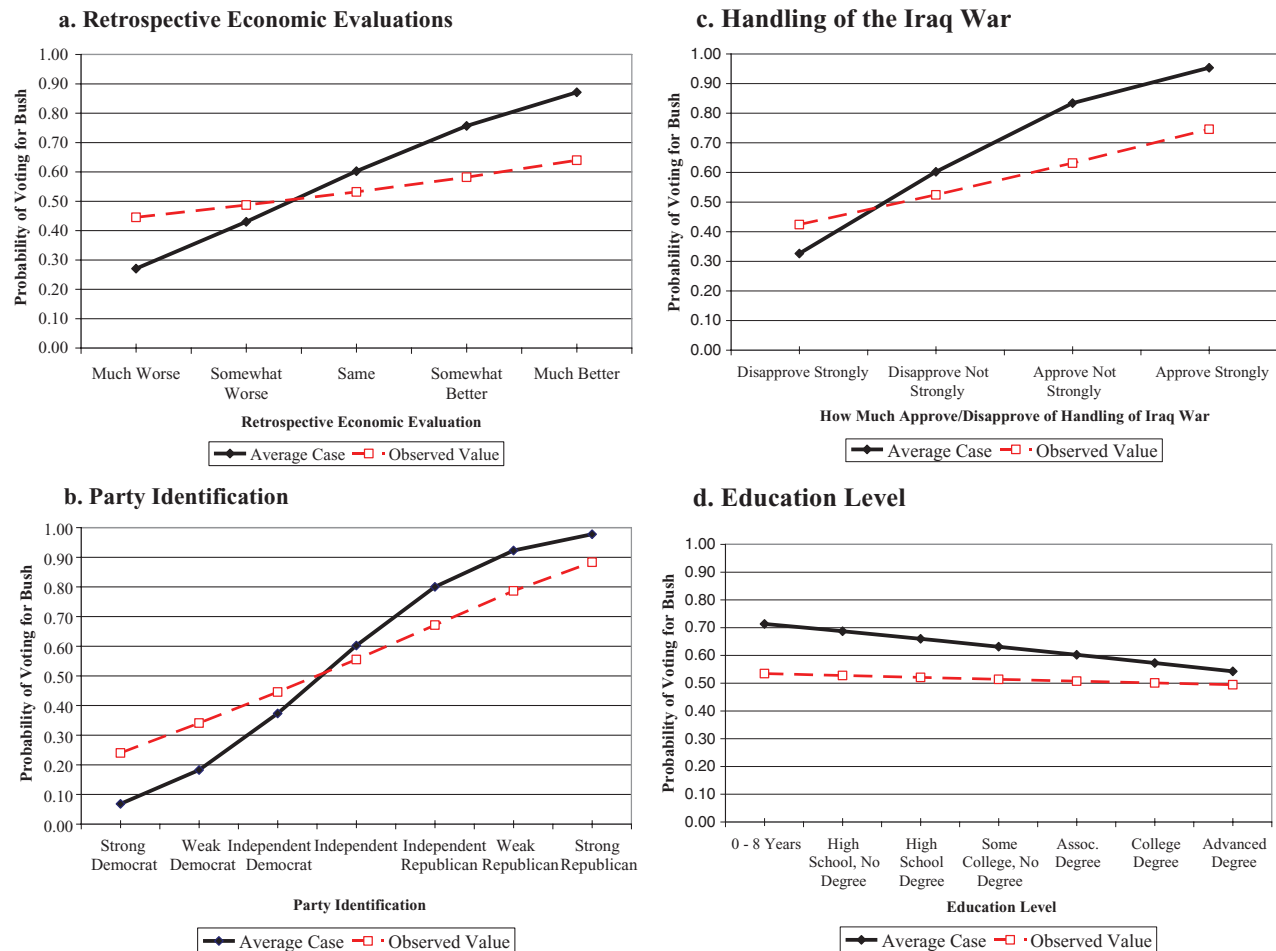 a. Retrospective Economic Evaluations
1.00
0.90
0.80
0.70
0.60
0.50
0.40
0.30
0.20
0.10
0.00
Probability of Voting for Bush
Much Worse Somewhat Same Somewhat Much Better
Worse Better
Retrospective Economic Evaluation
Average Case Observed Value
b. Party Identification
1.00
0.90
0.80
0.70
0.60
0.50
0.40
0.30
0.20
0.10
0.00
Probability of Voting for Bush
Strong Weak Independent Independent Independent Weak Strong
Democrat Democrat Democrat Republican Republican Republican
Party Identification
Average Case Observed Value
c. Handling of the Iraq War
1.00
0.90
0.80
0.70
0.60
0.50
0.40
0.30
0.20
0.10
0.00
Probability of Voting for Bush
Disapprove Strongly Disapprove Not Approve Not Approve Strongly
Strongly Strongly
How Much Approve/Disapprove of Handling of Iraq War
Average Case Observed Value
d. Education Level
1.00
0.90
0.80
0.70
0.60
0.50
0.40
0.30
0.20
0.10
0.00
Probability of Voting for Bush
0 - 8 Years High High Some Assoc. College Advanced
School, No School College, No Degree Degree Degree
Degree Degree Degree
Education Level
Average Case Observed Value